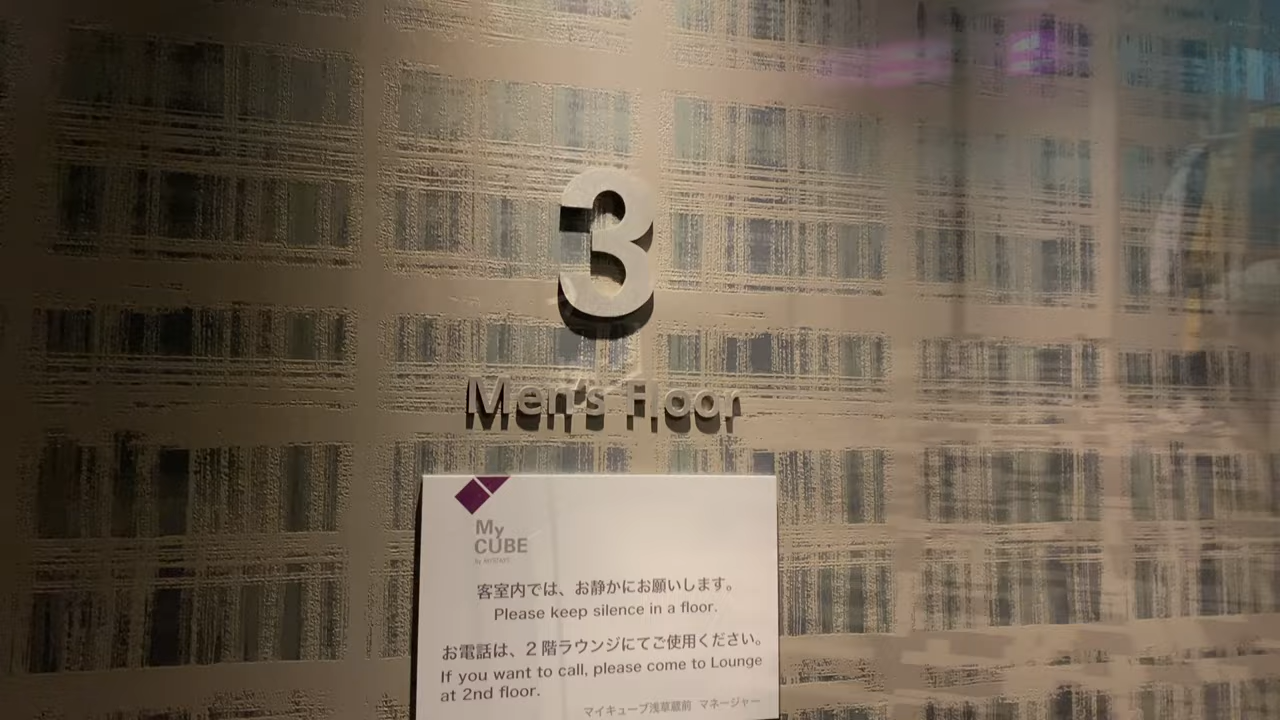 3
Men's Floor
My
CUBE
by MYSTAYS
客室内では、お静かにお願いします。
Please keep silence in a floor.
お電話は、2階ラウンジにてご使用ください。
If you want to call, please come to Lounge
at 2nd floor.
マイキューブ浅草蔵前 マネージャー